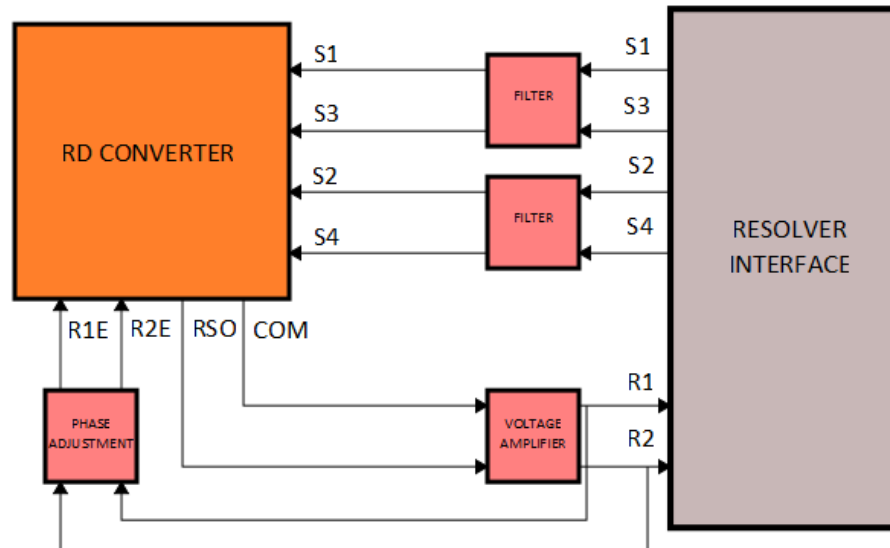 S1
S1
FILTER
S3
S3
RD CONVERTER
S2
S2
FILTER
S4
S4
RESOLVER
INTERFACE
R1E
R2E
RSO
COM
R1
PHASE
ADJUSTMENT
VOLTAGE
AMPLIFIER
R2